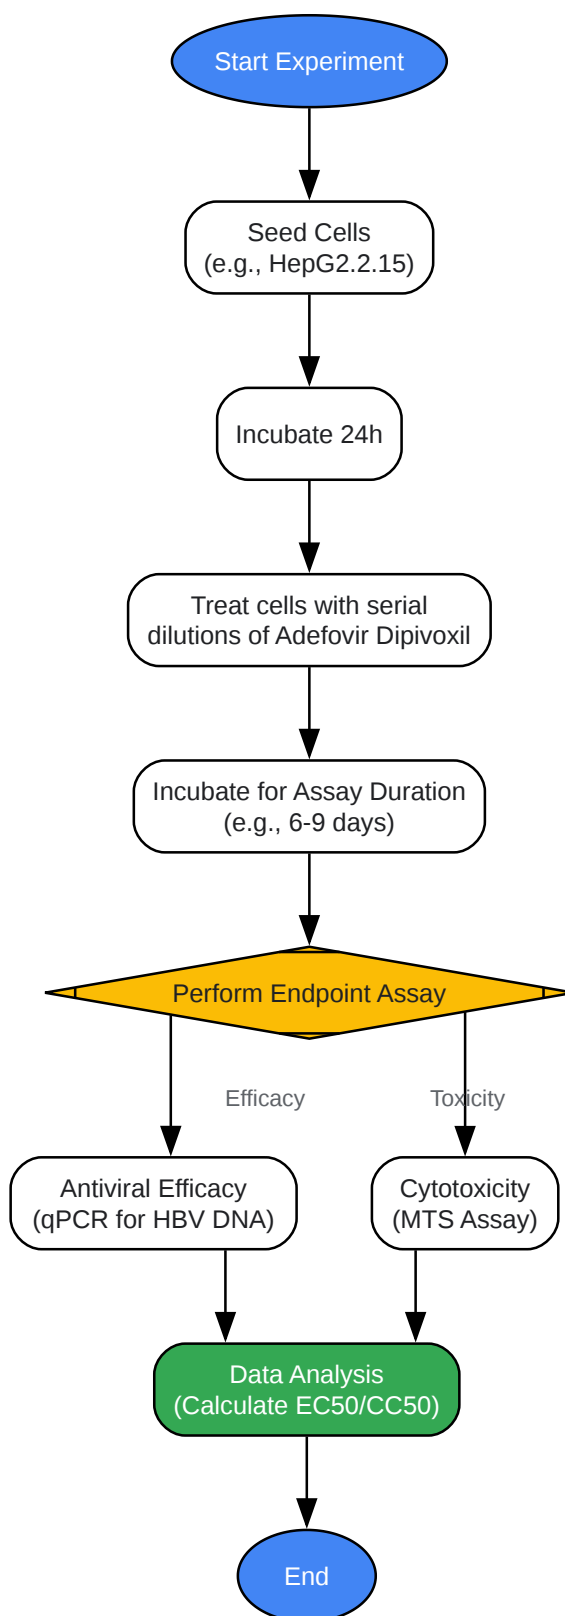 Start Experiment
Seed Cells
(e.g., HepG2.2.15)
Incubate 24h
Treat cells with serial
dilutions of Adefovir Dipivoxil
Incubate for Assay Duration
(e.g., 6-9 days)
Perform Endpoint Assay
Efficacy
Toxicity
Antiviral Efficacy
(qPCR for HBV DNA)
Cytotoxicity
(MTS Assay)
Data Analysis
(Calculate EC50/CC50)
End